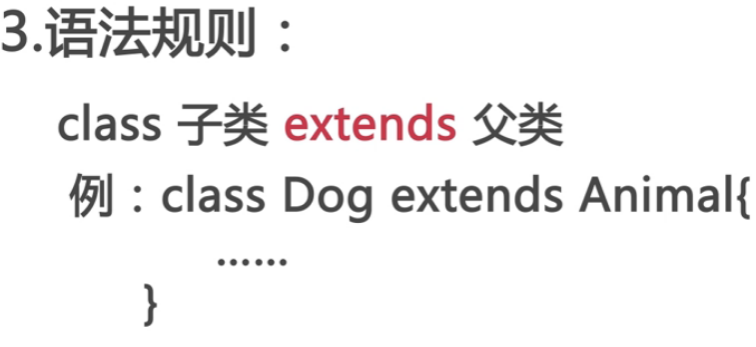 3.语法规则：
class 子类 extends 父类
例：class Dog extends Animal{
......
}